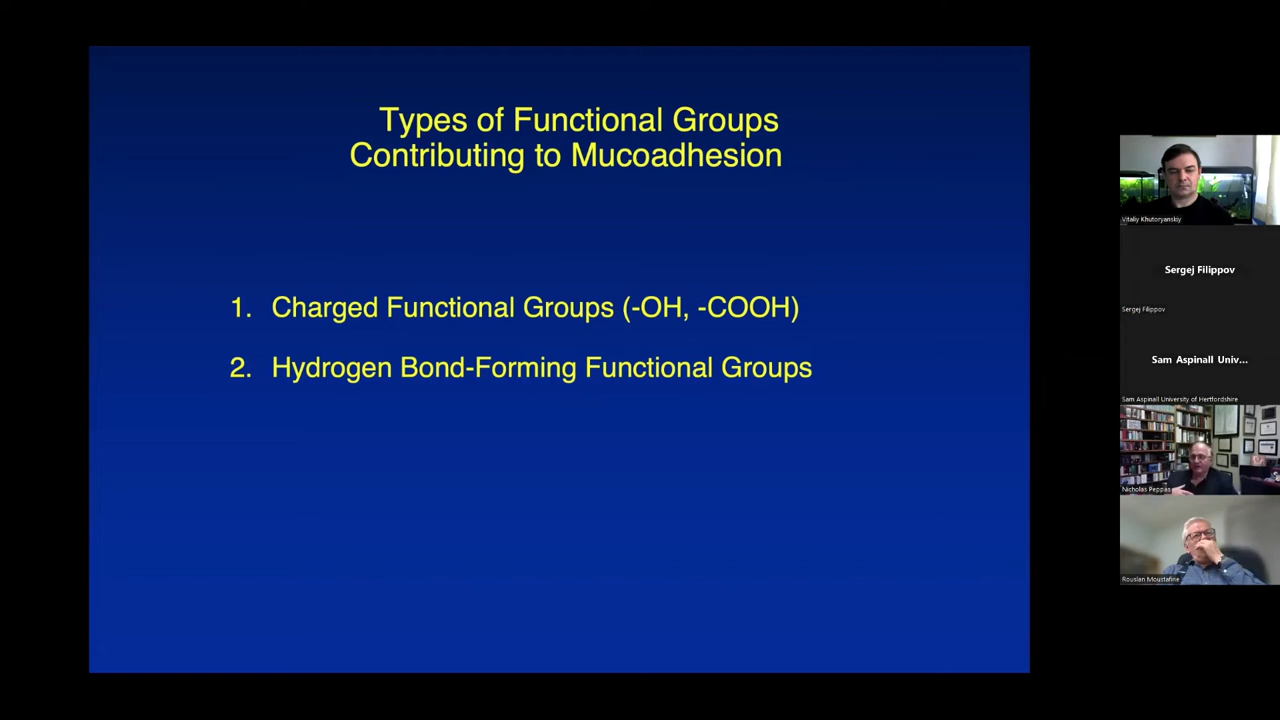 Types of Functional Groups
Contributing to Mucoadhesion
1. Charged Functional Groups (-OH, -COOH)
2. Hydrogen Bond-Forming Functional Groups
Vitaliy Khutoryanskiy
Sergej Filippov
Sergej Filippov
Sam Aspinall Univ...
Sam Aspinall University of Hertfordshire
Nicholas Peppas
Rouslan Moustafine